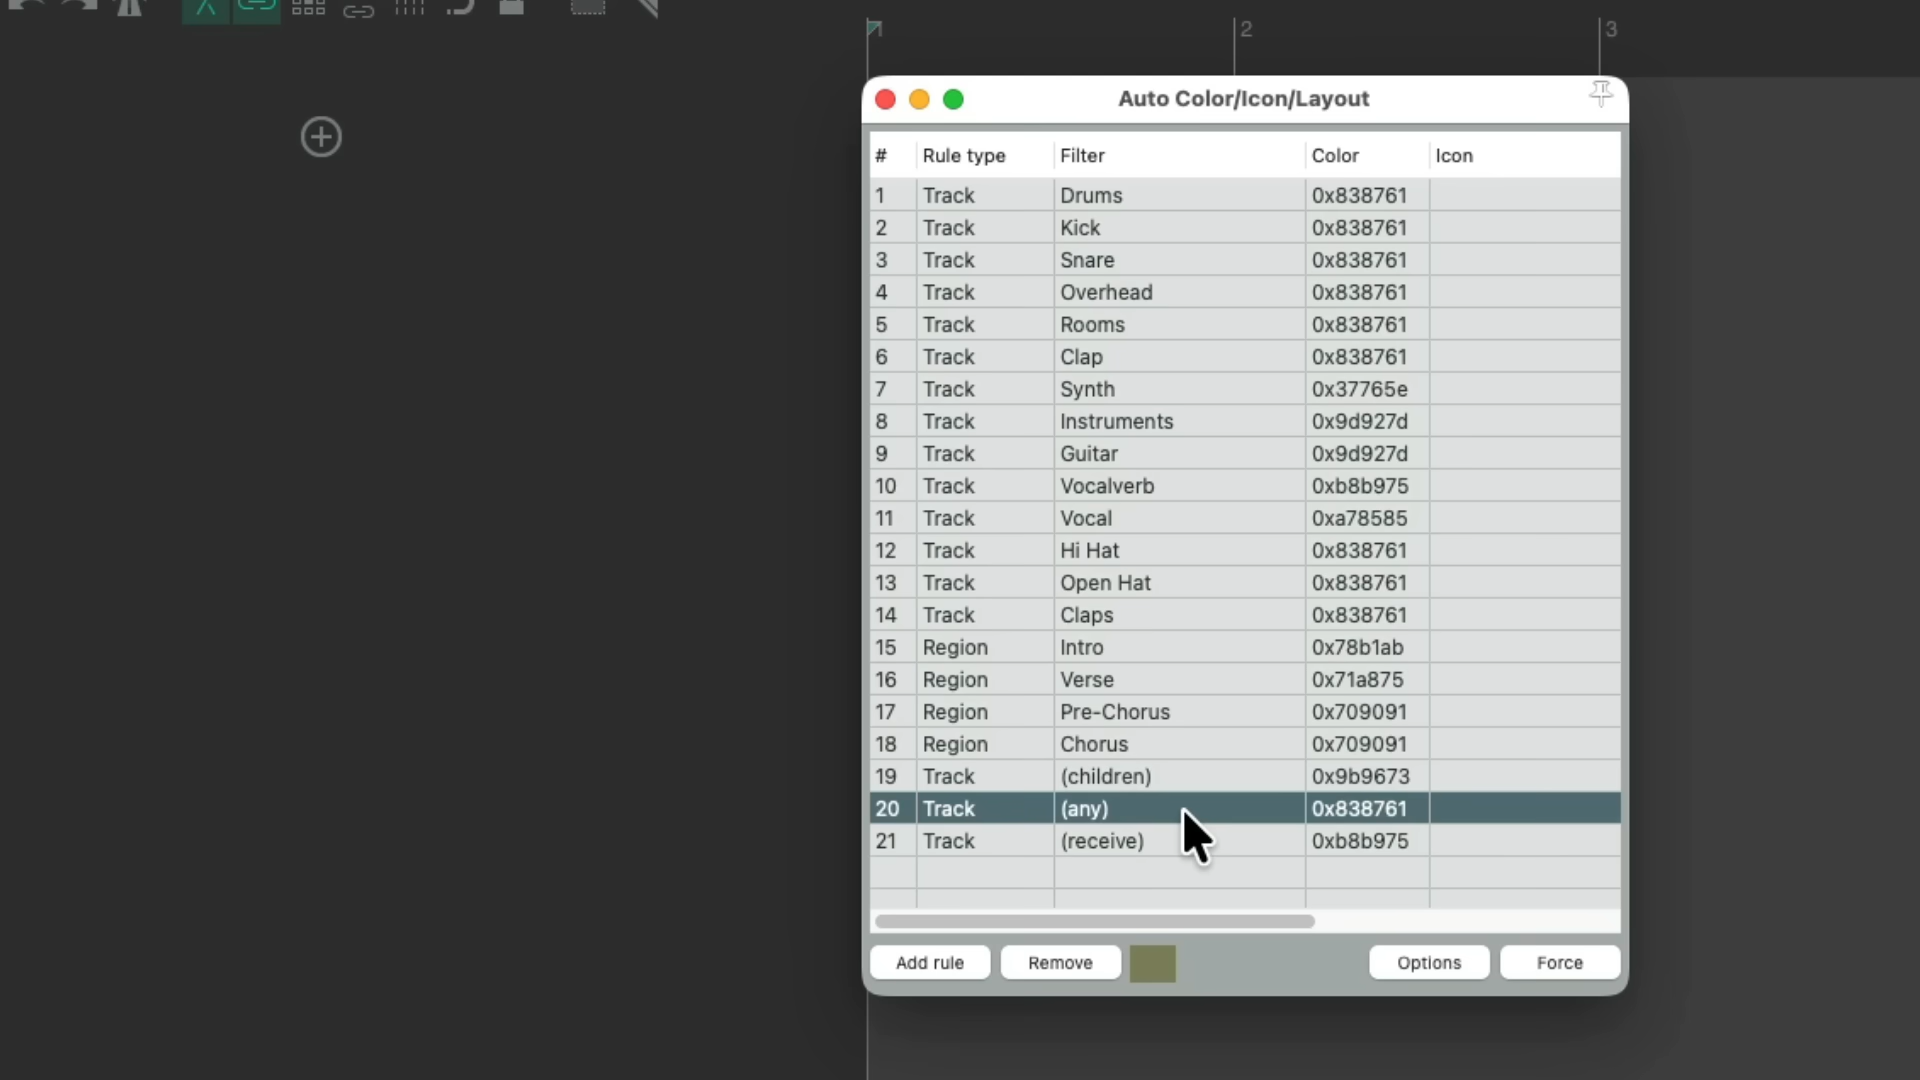 1 2 3
Auto Color/Icon/Layout
# Rule type Filter Color Icon
1 Track Drums 0x838761
2 Track Kick 0x838761
3 Track Snare 0x838761
4 Track Overhead 0x838761
5 Track Rooms 0x838761
6 Track Clap 0x838761
7 Track Synth 0x37765e
8 Track Instruments 0x9d927d
9 Track Guitar 0x9d927d
10 Track Vocalverb 0xb8b975
11 Track Vocal 0xa78585
12 Track Hi Hat 0x838761
13 Track Open Hat 0x838761
14 Track Claps 0x838761
15 Region Intro 0x78b1ab
16 Region Verse 0x71a875
17 Region Pre-Chorus 0x709091
18 Region Chorus 0x709091
19 Track (children) 0x9b9673
20 Track (any) 0x838761
21 Track (receive) 0xb8b975
Add rule Remove Options Force